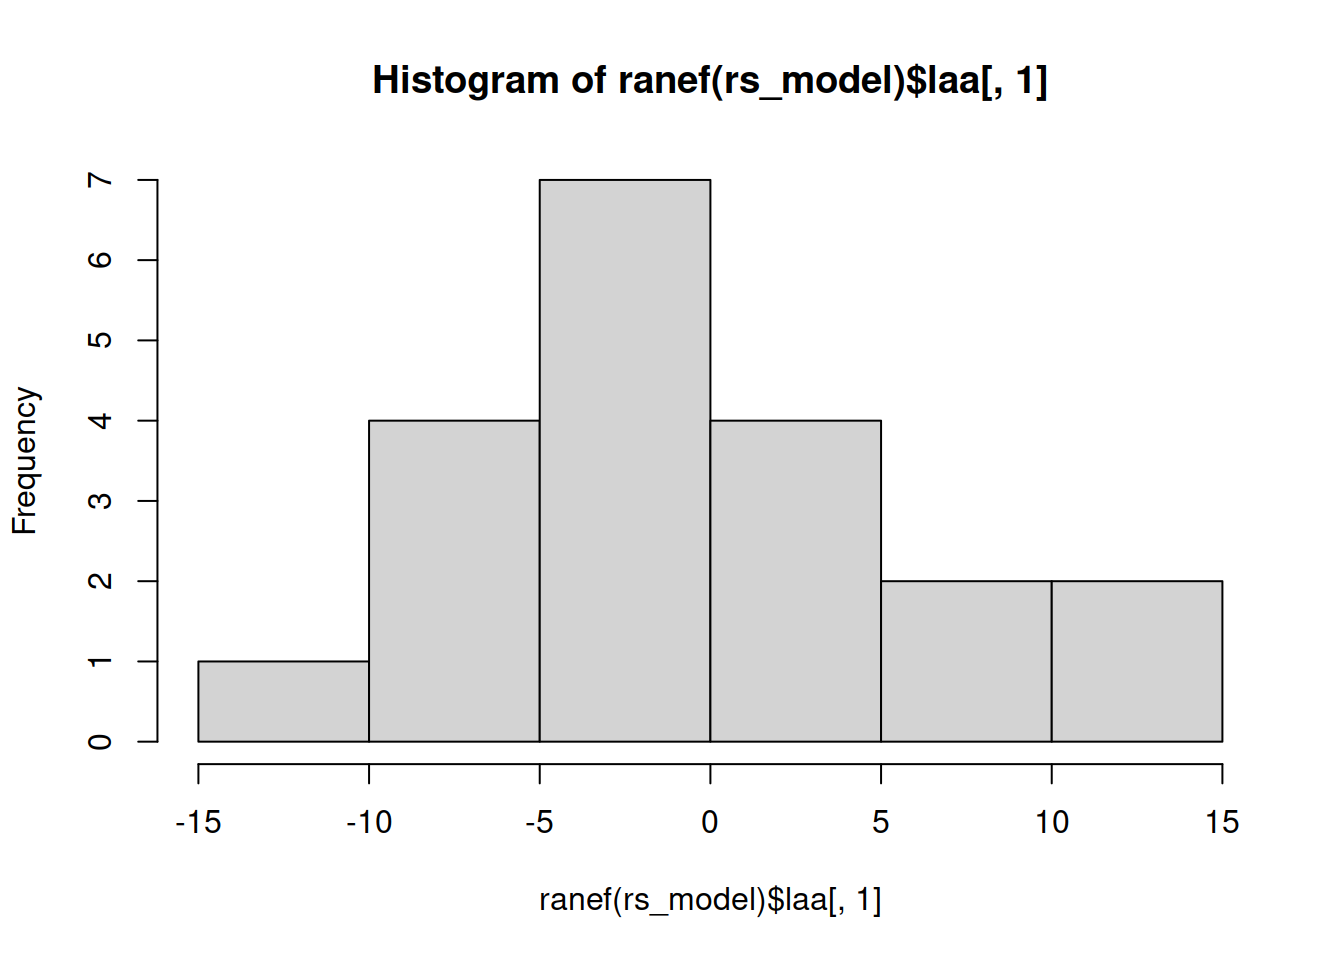 Histogram of ranef(rs_model)$laa[, 1]
Frequency
7
6
5
4
3
2
1
0
-15 -10 -5 0 5 10 15
ranef(rs_model)$laa[, 1]